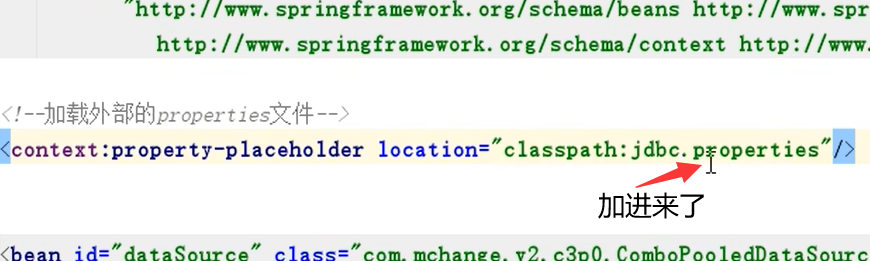 "http://www.springframework.org/schema/beans http://www.spr
http://www.springframework.org/schema/context http://www.
<!--加载外部的properties文件-->
<context:property-placeholder location="classpath:jdbc.properties"/>
加进来了
<bean id="dataSource" class="com.mchange.v2.c3p0.ComboPooledDataSourc